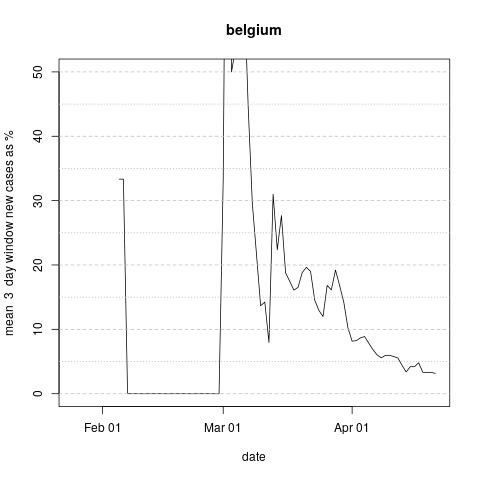 belgium
mean 3 day window new cases as %
50
40
30
20
10
0
Feb 01
Mar 01
Apr 01
date